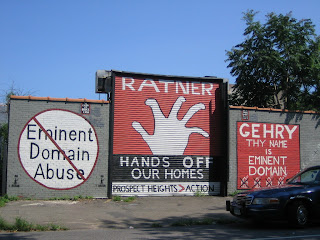 Eminent
Domain
Abuse
RATNER
HANDS OFF
OUR HOMES
PROSPECT HEIGHTS>ACTION
GEHRY
THY NAME
IS
EMINENT
DOMAIN